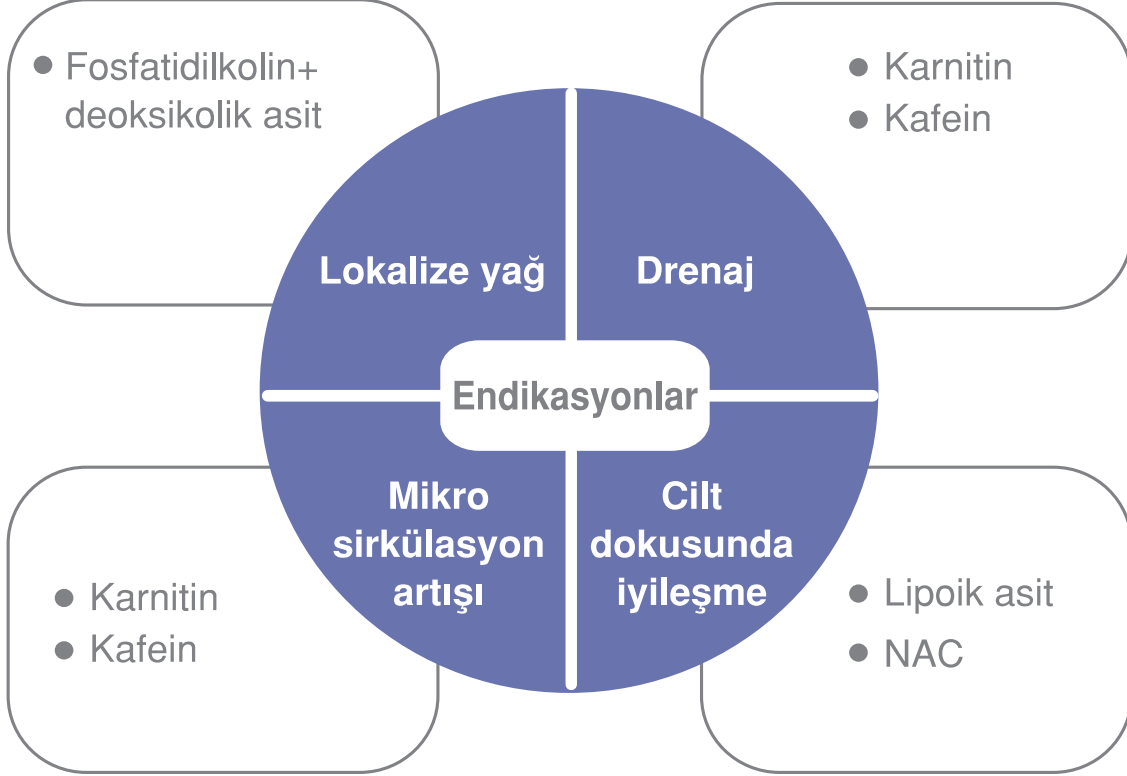 Fosfatidilkolin+
deoksikolik asit
Karnitin
Kafein
Lokalize yağ
Drenaj
Endikasyonlar
Mikro
sirkülasyon
artışı
Cilt
dokusunda
iyileşme
Karnitin
Kafein
Lipoik asit
NAC